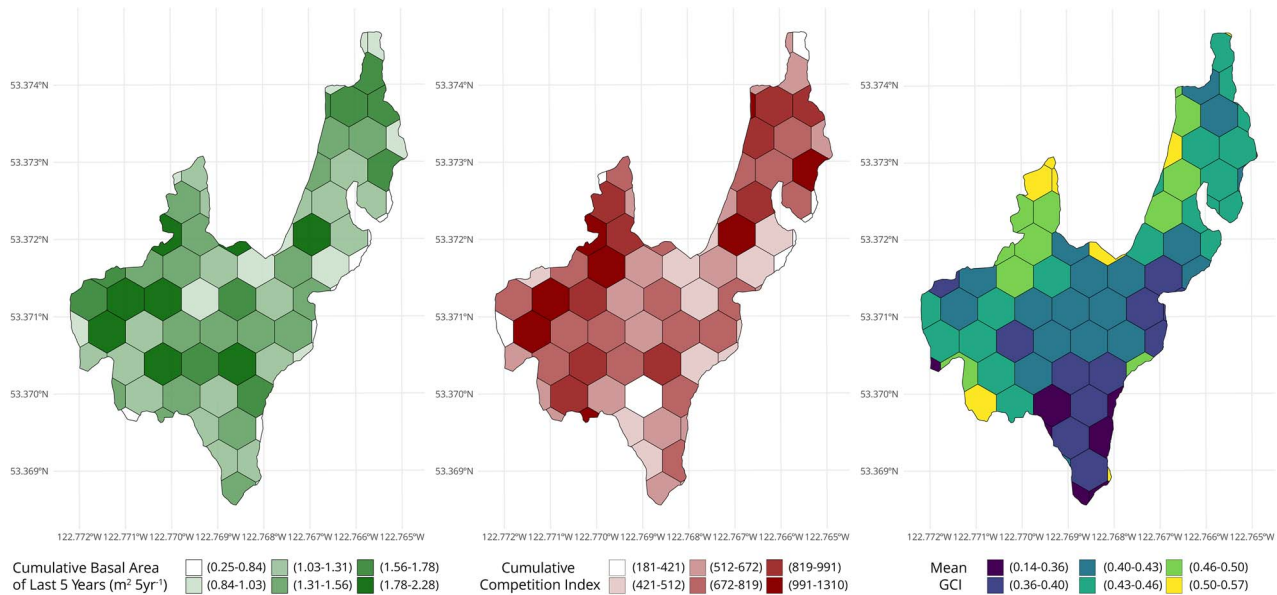 53.374°N
53.373°N
53.372°N
53.371°N
53.370°N
53.369°N
122.772°W 122.771°W 122.770°W 122.769°W 122.768°W 122.767°W 122.766°W 122.765°W
53.374°N
53.373°N
53.372°N
53.371°N
53.370°N
53.369°N
122.772°W 122.771°W 122.770°W 122.769°W 122.768°W 122.767°W 122.766°W 122.765°W
53.374°N
53.373°N
53.372°N
53.371°N
53.370°N
53.369°N
122.772°W 122.771°W 122.770°W 122.769°W 122.768°W 122.767°W 122.766°W 122.765°W
Cumulative Basal Area
of Last 5 Years (m² 5yr⁻¹)
(0.25-0.84) (1.03-1.31) (1.56-1.78)
(0.84-1.03) (1.31-1.56) (1.78-2.28)
Cumulative
Competition Index
(181-421) (512-672) (819-991)
(421-512) (672-819) (991-1310)
Mean
GCI
(0.14-0.36) (0.40-0.43) (0.46-0.50)
(0.36-0.40) (0.43-0.46) (0.50-0.57)